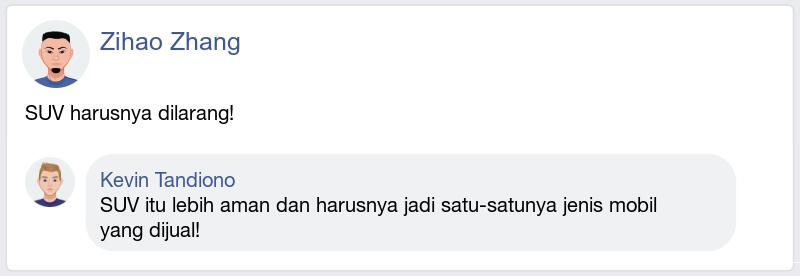 Zihao Zhang
SUV harusnya dilarang!
Kevin Tandiono
SUV itu lebih aman dan harusnya jadi satu-satunya jenis mobil
yang dijual!